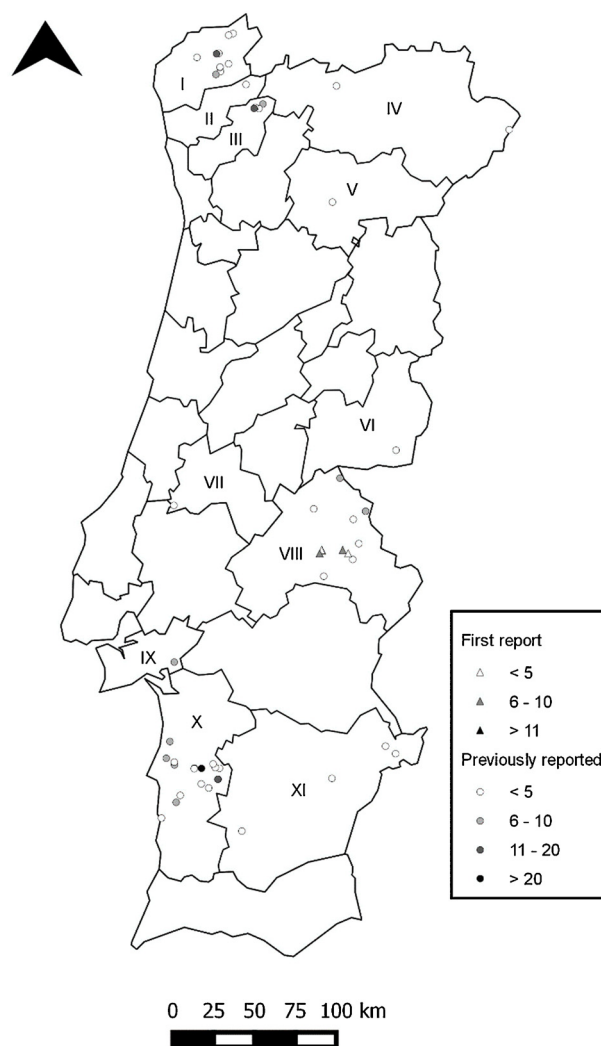 I
II
III
IV
V
VI
VII
VIII
IX
X
XI
First report
< 5
6 - 10
> 11
Previously reported
< 5
6 - 10
11 - 20
> 20
0 25 50 75 100 km